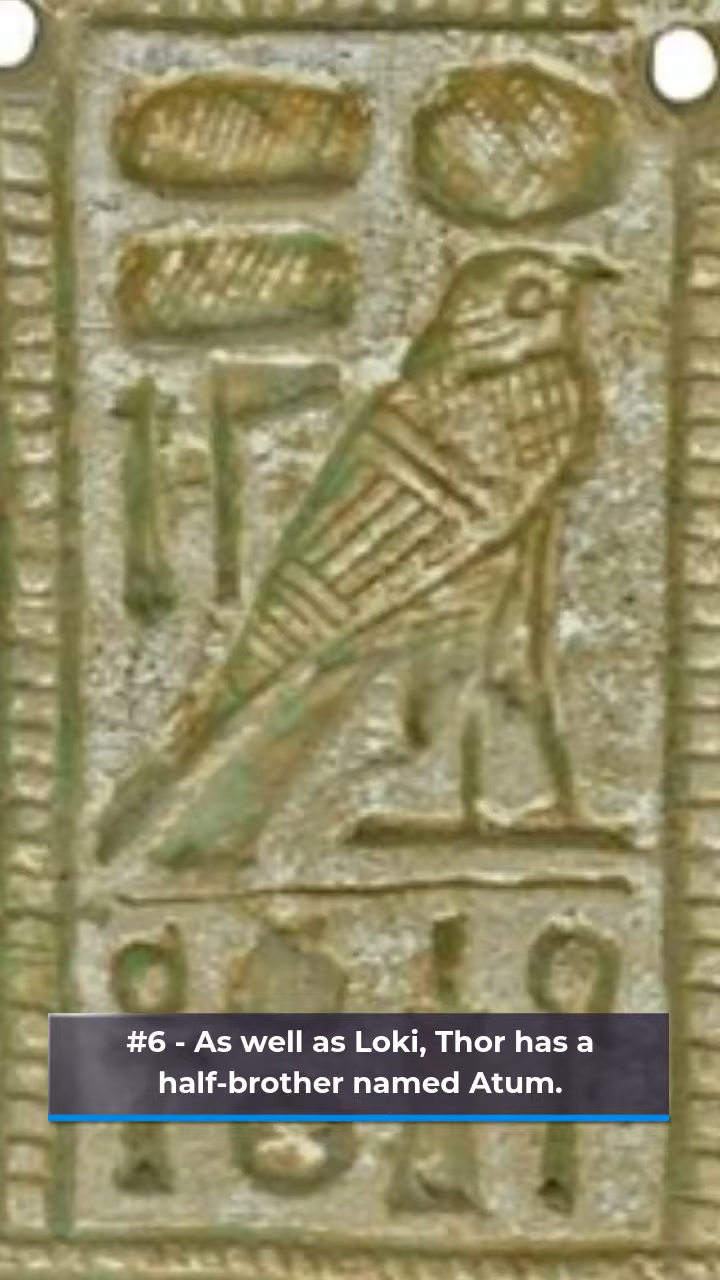 #6 - As well as Loki, Thor has a
half-brother named Atum.